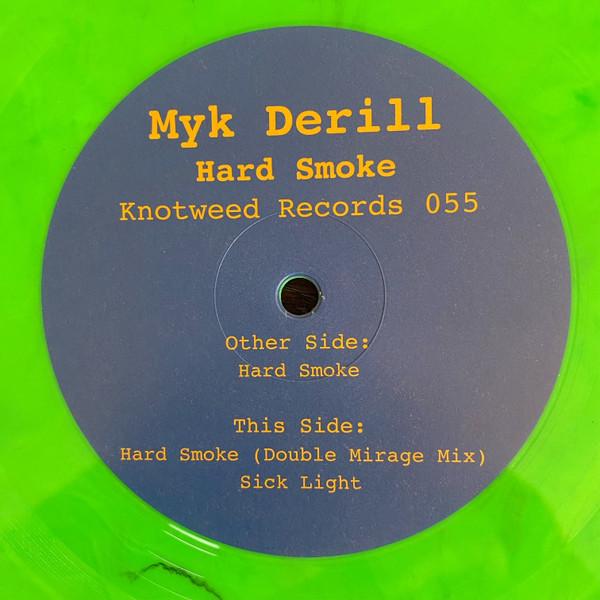 Myk Derill
Hard Smoke
Knotweed Records 055
Other Side:
Hard Smoke
This Side:
Hard Smoke (Double Mirage Mix)
Sick Light